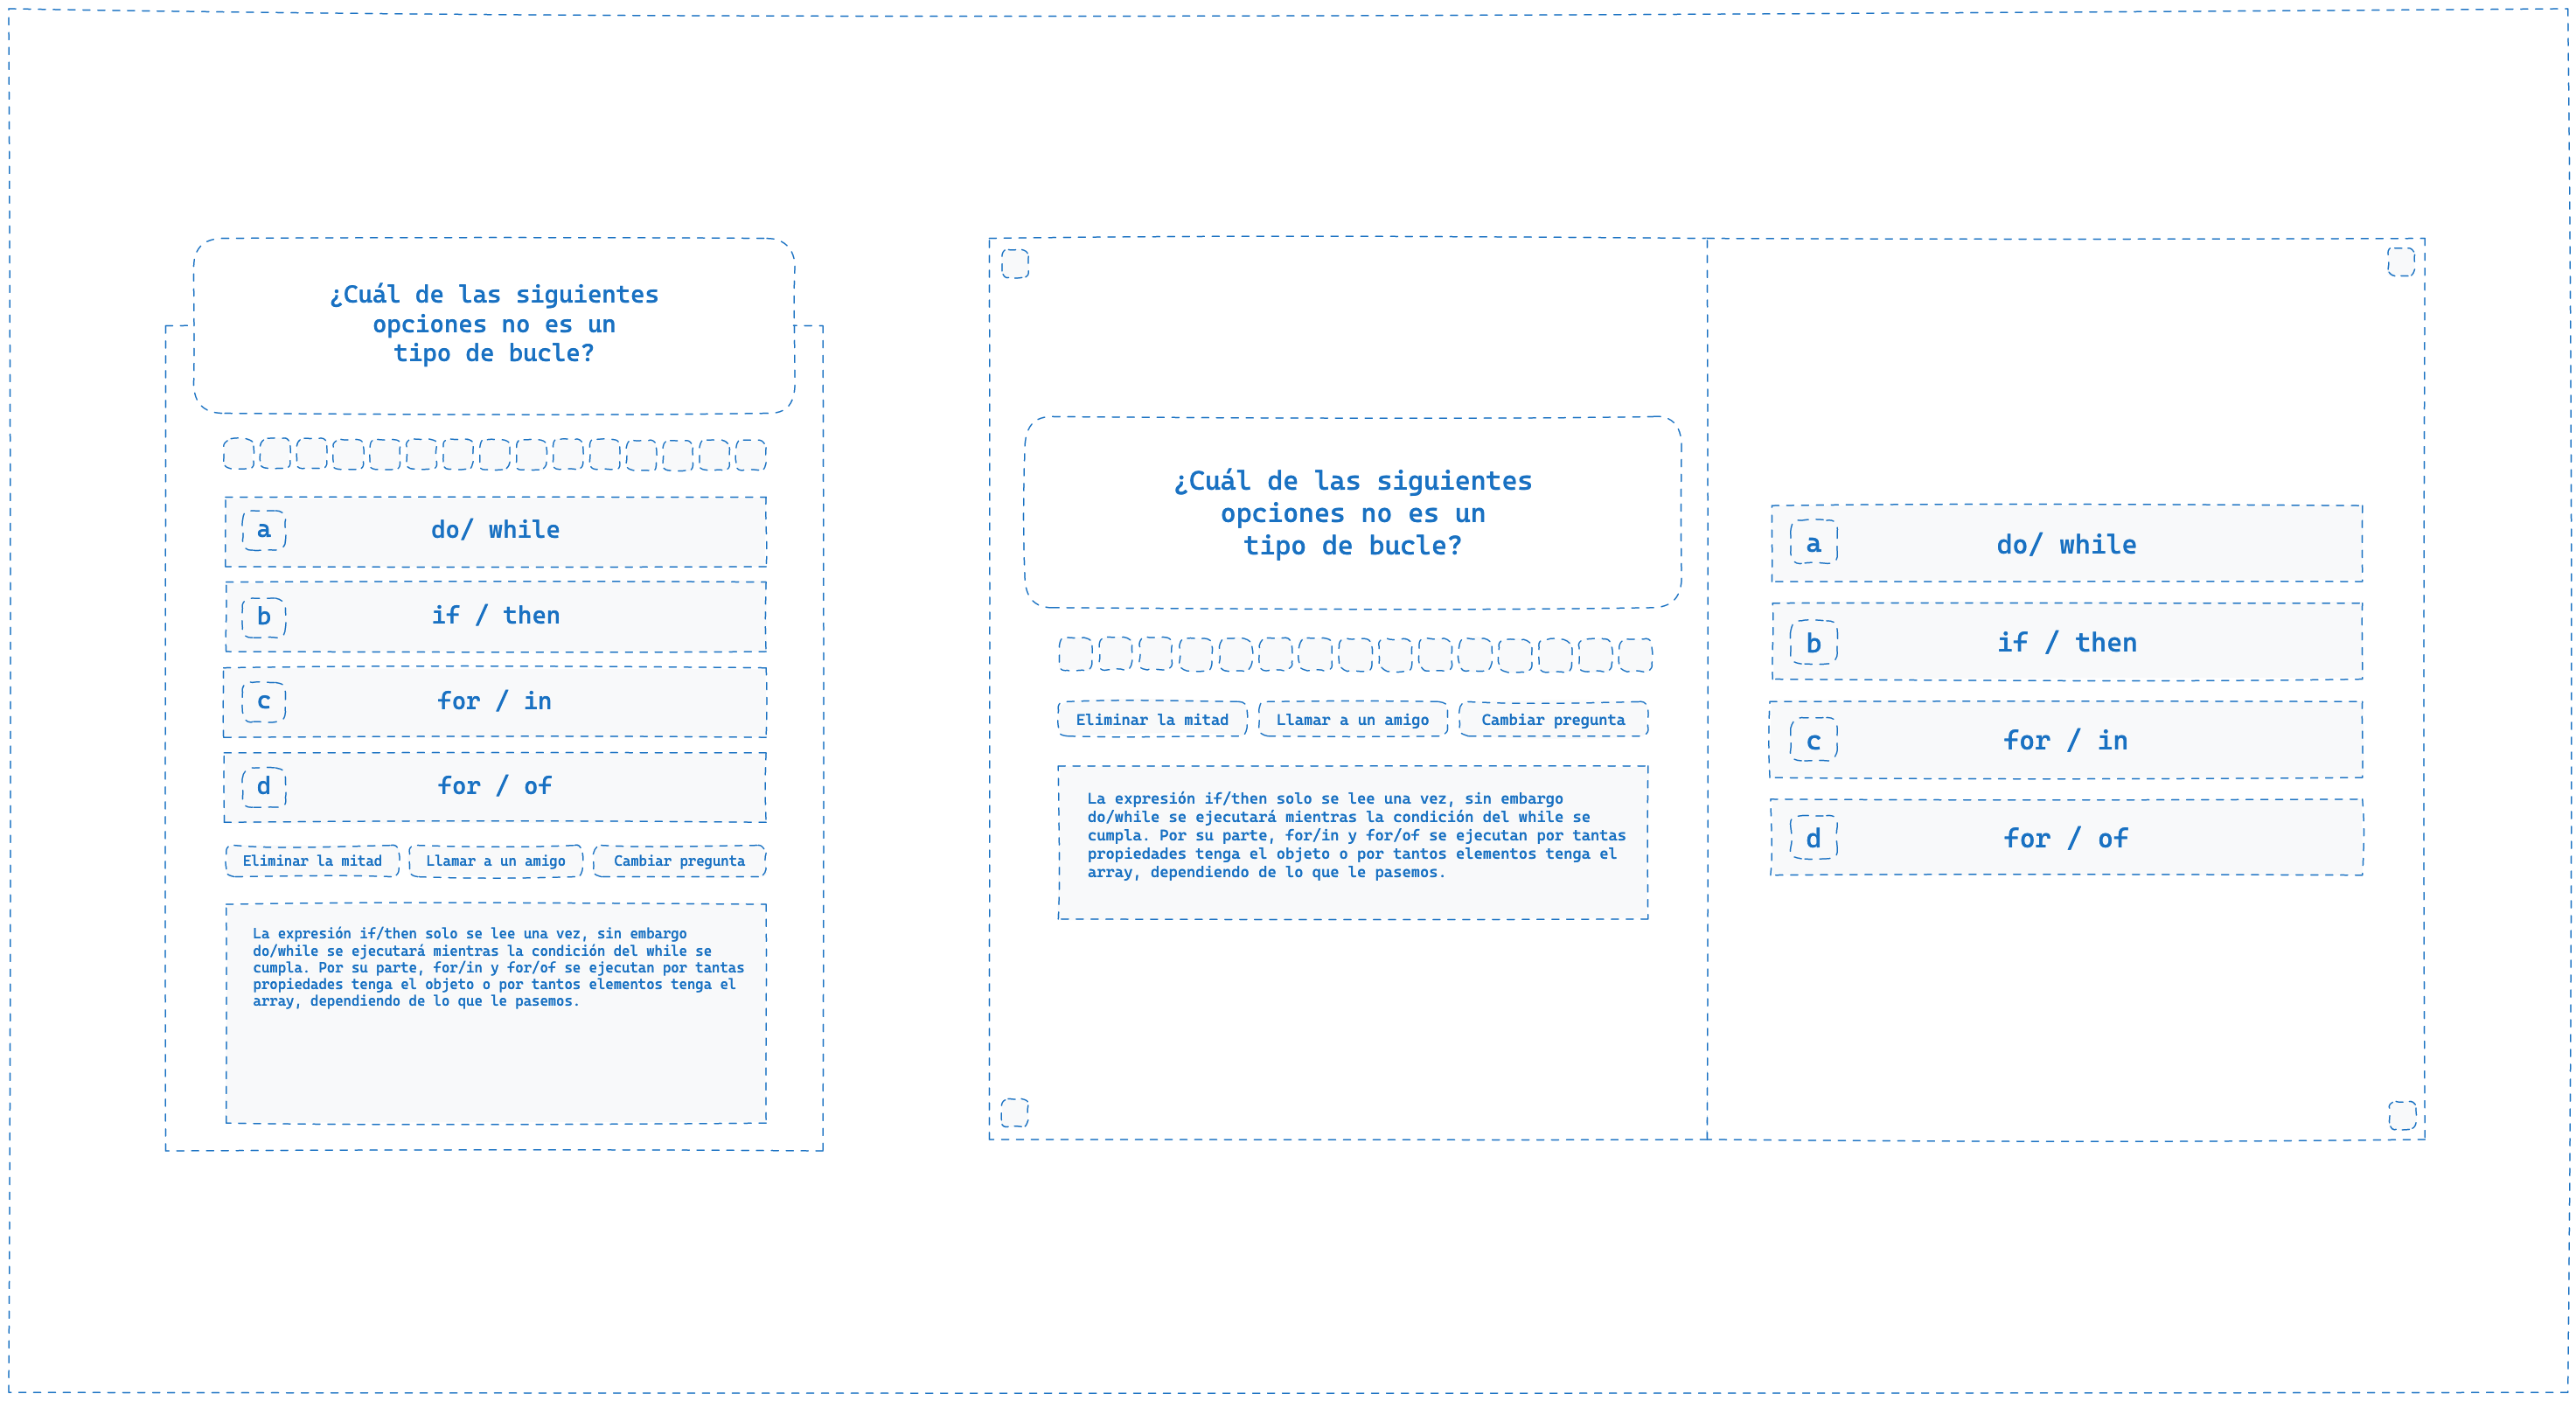 ¿Cuál de las siguientes
opciones no es un
tipo de bucle?
a do/ while
b if / then
c for / in
d for / of
Eliminar la mitad Llamar a un amigo Cambiar pregunta
La expresión if/then solo se lee una vez, sin embargo
do/while se ejecutará mientras la condición del while se
cumpla. Por su parte, for/in y for/of se ejecutan por tantas
propiedades tenga el objeto o por tantos elementos tenga el
array, dependiendo de lo que le pasemos.
¿Cuál de las siguientes
opciones no es un
tipo de bucle?
Eliminar la mitad Llamar a un amigo Cambiar pregunta
La expresión if/then solo se lee una vez, sin embargo
do/while se ejecutará mientras la condición del while se
cumpla. Por su parte, for/in y for/of se ejecutan por tantas
propiedades tenga el objeto o por tantos elementos tenga el
array, dependiendo de lo que le pasemos.
a do/ while
b if / then
c for / in
d for / of